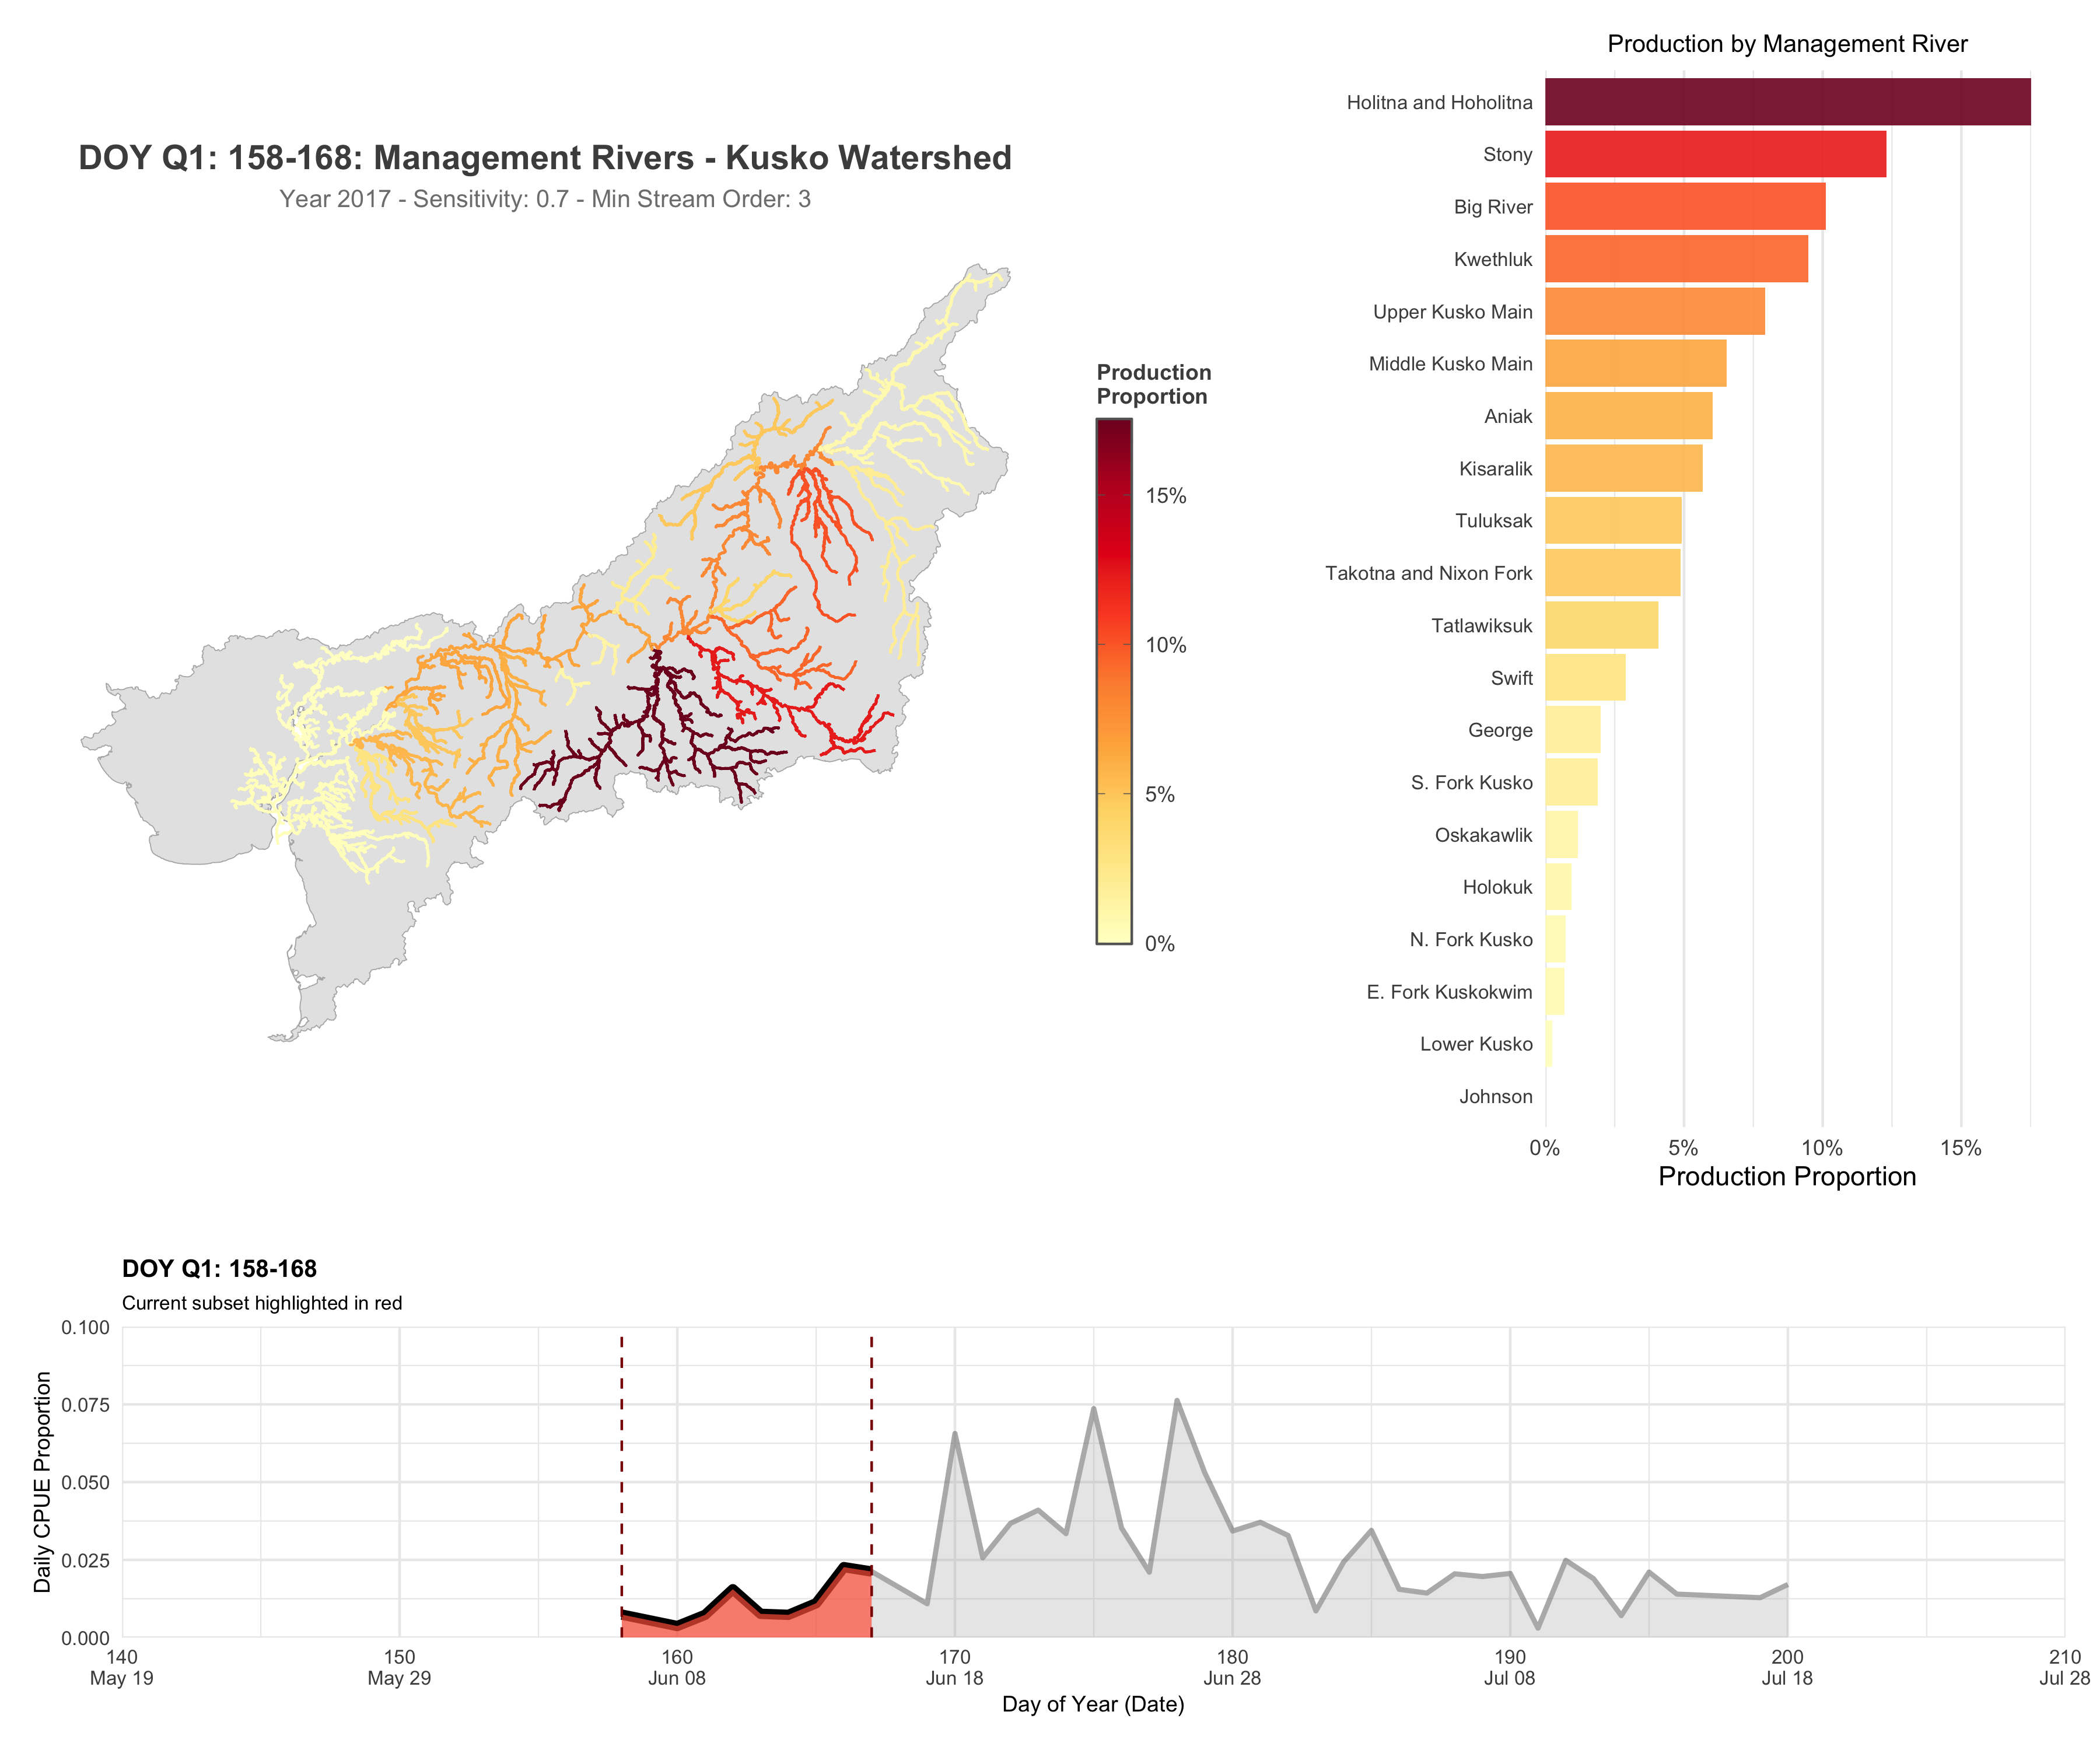 Production by Management River
DOY Q1: 158-168: Management Rivers - Kusko Watershed
Year 2017 - Sensitivity: 0.7 - Min Stream Order: 3
Production
Proportion
15%
10%
5%
0%
Holitna and Hoholitna
Stony
Big River
Kwethluk
Upper Kusko Main
Middle Kusko Main
Aniak
Kisaralik
Tuluksak
Takotna and Nixon Fork
Tatlawiksuk
Swift
George
S. Fork Kusko
Oskakawlik
Holokuk
N. Fork Kusko
E. Fork Kuskokwim
Lower Kusko
Johnson
0% 5% 10% 15%
Production Proportion
DOY Q1: 158-168
Current subset highlighted in red
Daily CPUE Proportion
0.100
0.075
0.050
0.025
0.000
140 150 160 170 180 190 200 210
May 19 May 29 Jun 08 Jun 18 Jun 28 Jul 08 Jul 18 Jul 28
Day of Year (Date)